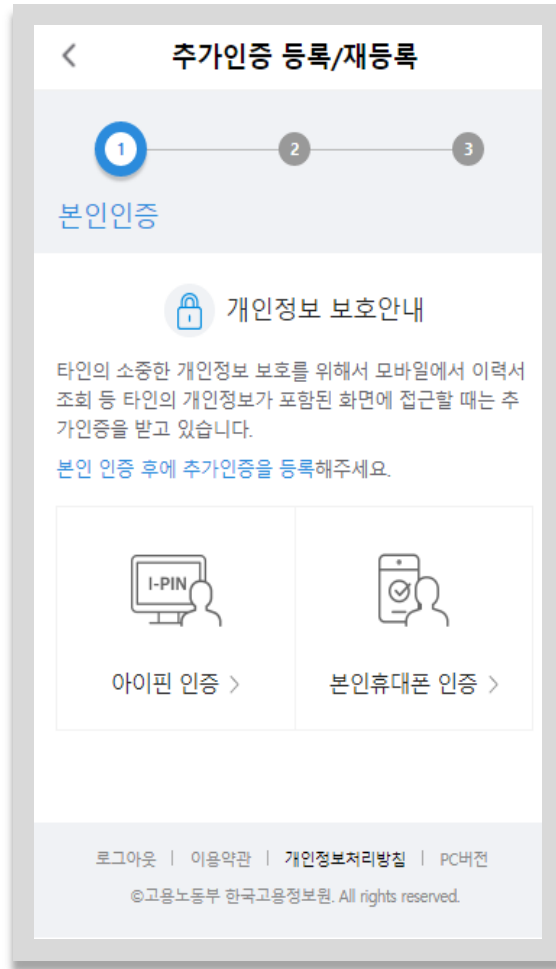 추가인증 등록/재등록
1
2
3
본인인증
개인정보 보호안내
타인의 소중한 개인정보 보호를 위해서 모바일에서 이력서
조회 등 타인의 개인정보가 포함된 화면에 접근할 때는 추
가인증을 받고 있습니다.
본인 인증 후에 추가인증을 등록해주세요.
I-PIN
아이핀 인증 >
본인휴대폰 인증 >
로그아웃 | 이용약관 | 개인정보처리방침 | PC버전
©고용노동부 한국고용정보원. All rights reserved.